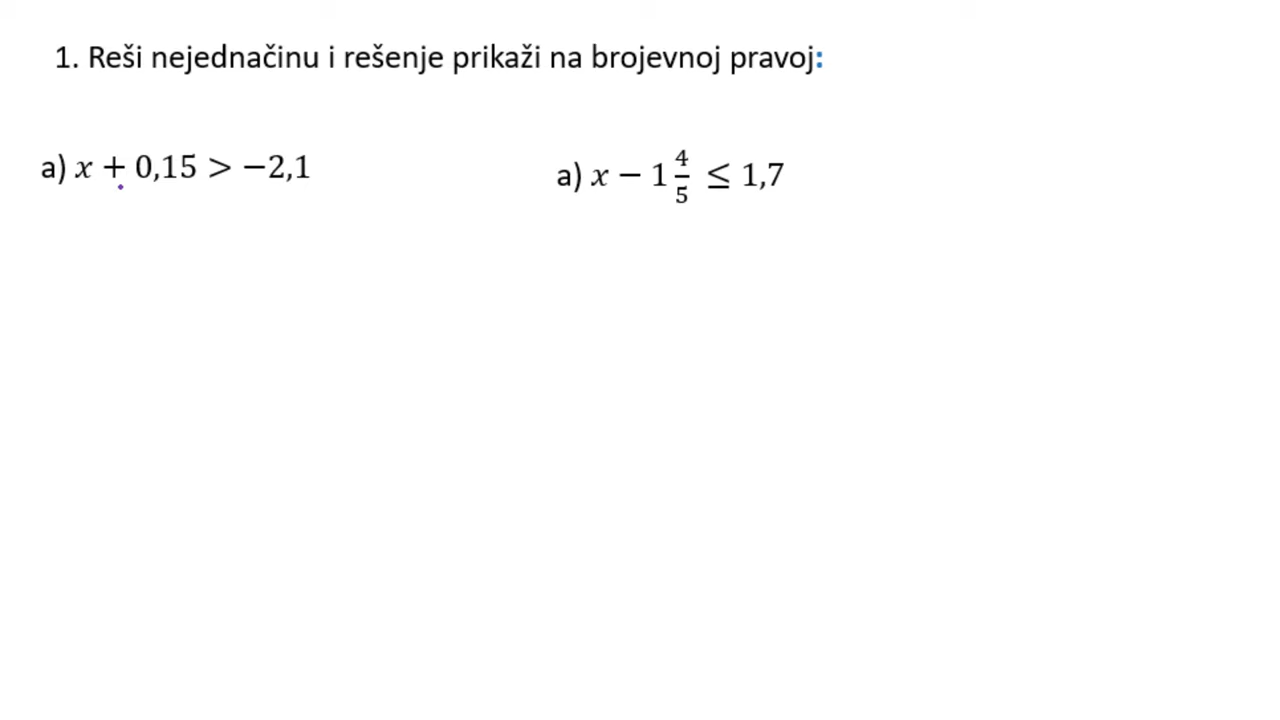 1. Reši nejednačinu i rešenje prikaži na brojevnoj pravoj:
a) x + 0,15 > −2,1
a) x − 1 4/5 ≤ 1,7